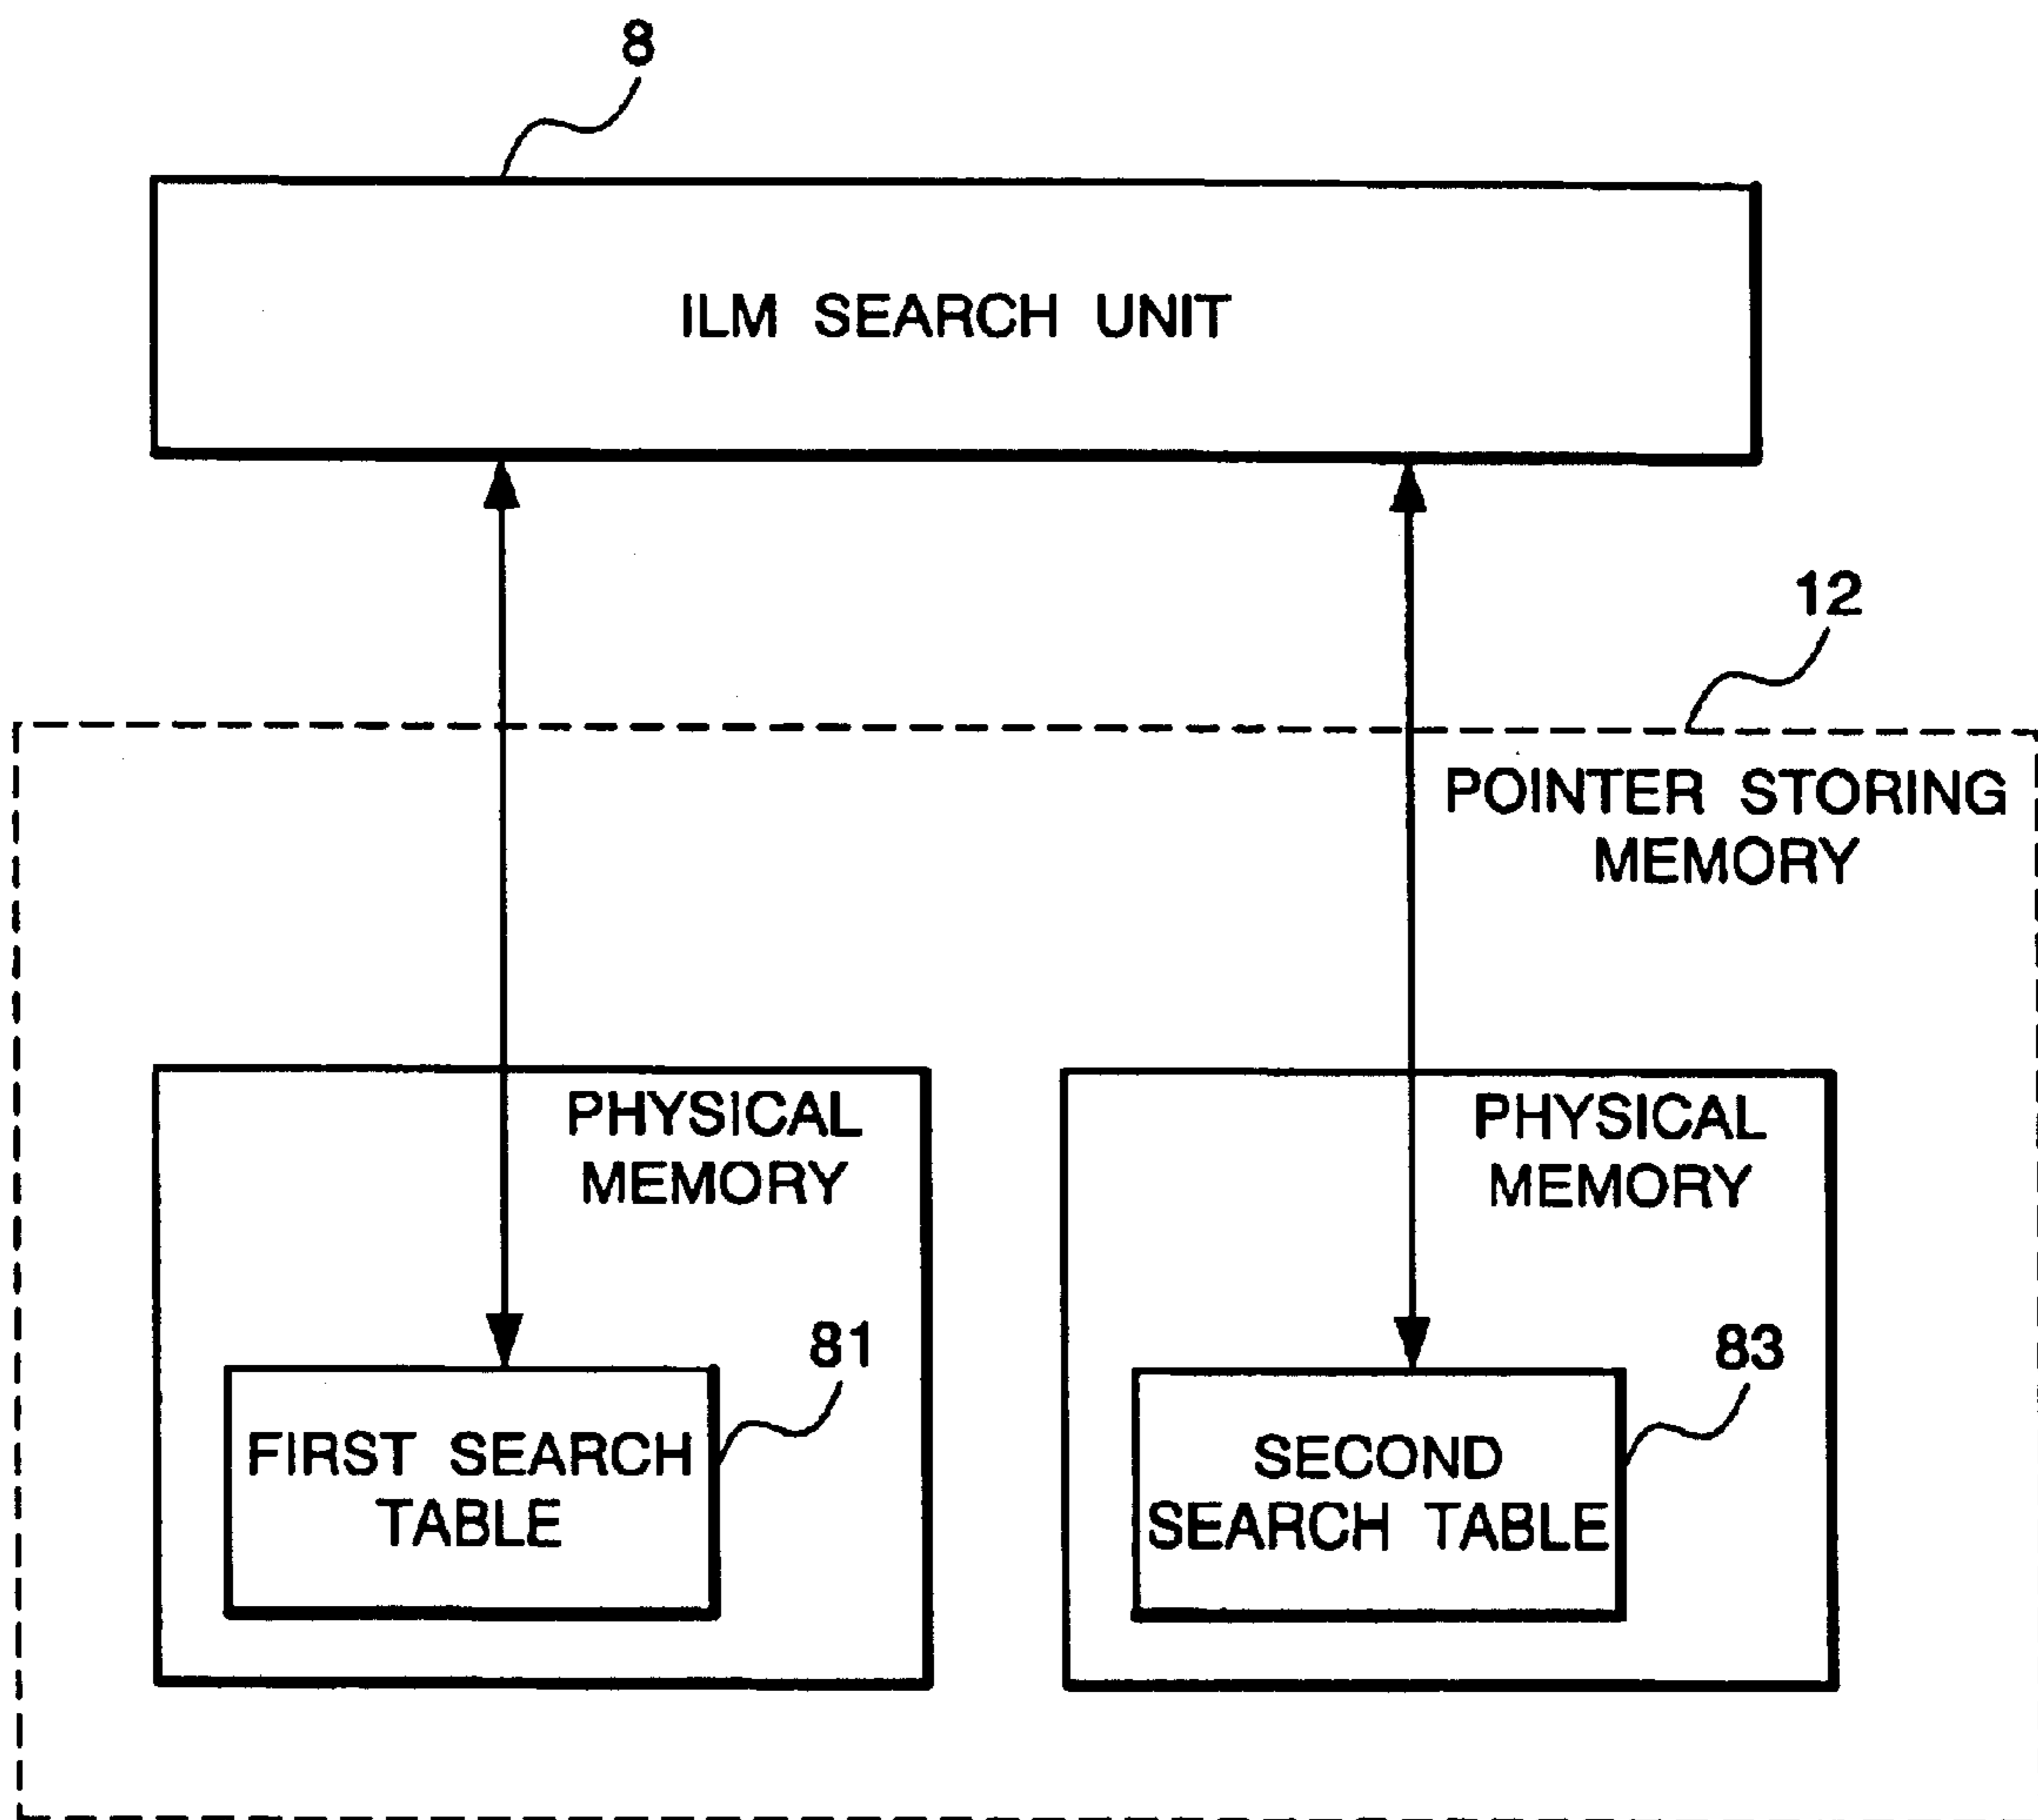 8
ILM SEARCH UNIT
12
POINTER STORING
MEMORY
PHYSICAL
MEMORY
81
FIRST SEARCH
TABLE
PHYSICAL
MEMORY
83
SECOND
SEARCH TABLE